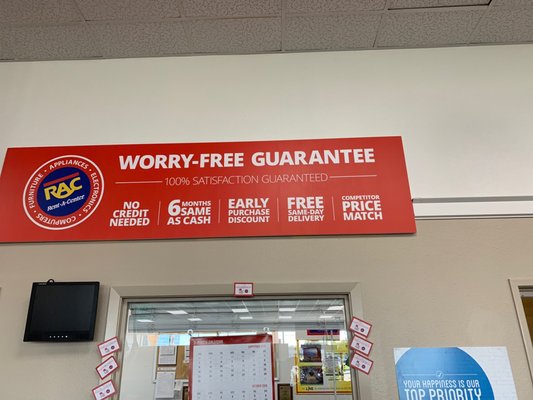 WORRY-FREE GUARANTEE
100% SATISFACTION GUARANTEED
FURNITURE • APPLIANCES • ELECTRONICS • COMPUTERS •
RAC
Rent-A-Center
NO
CREDIT
NEEDED
6 MONTHS
SAME
AS CASH
EARLY
PURCHASE
DISCOUNT
FREE
SAME-DAY
DELIVERY
COMPETITOR
PRICE
MATCH
YOUR HAPPINESS IS OUR
TOP PRIORITY